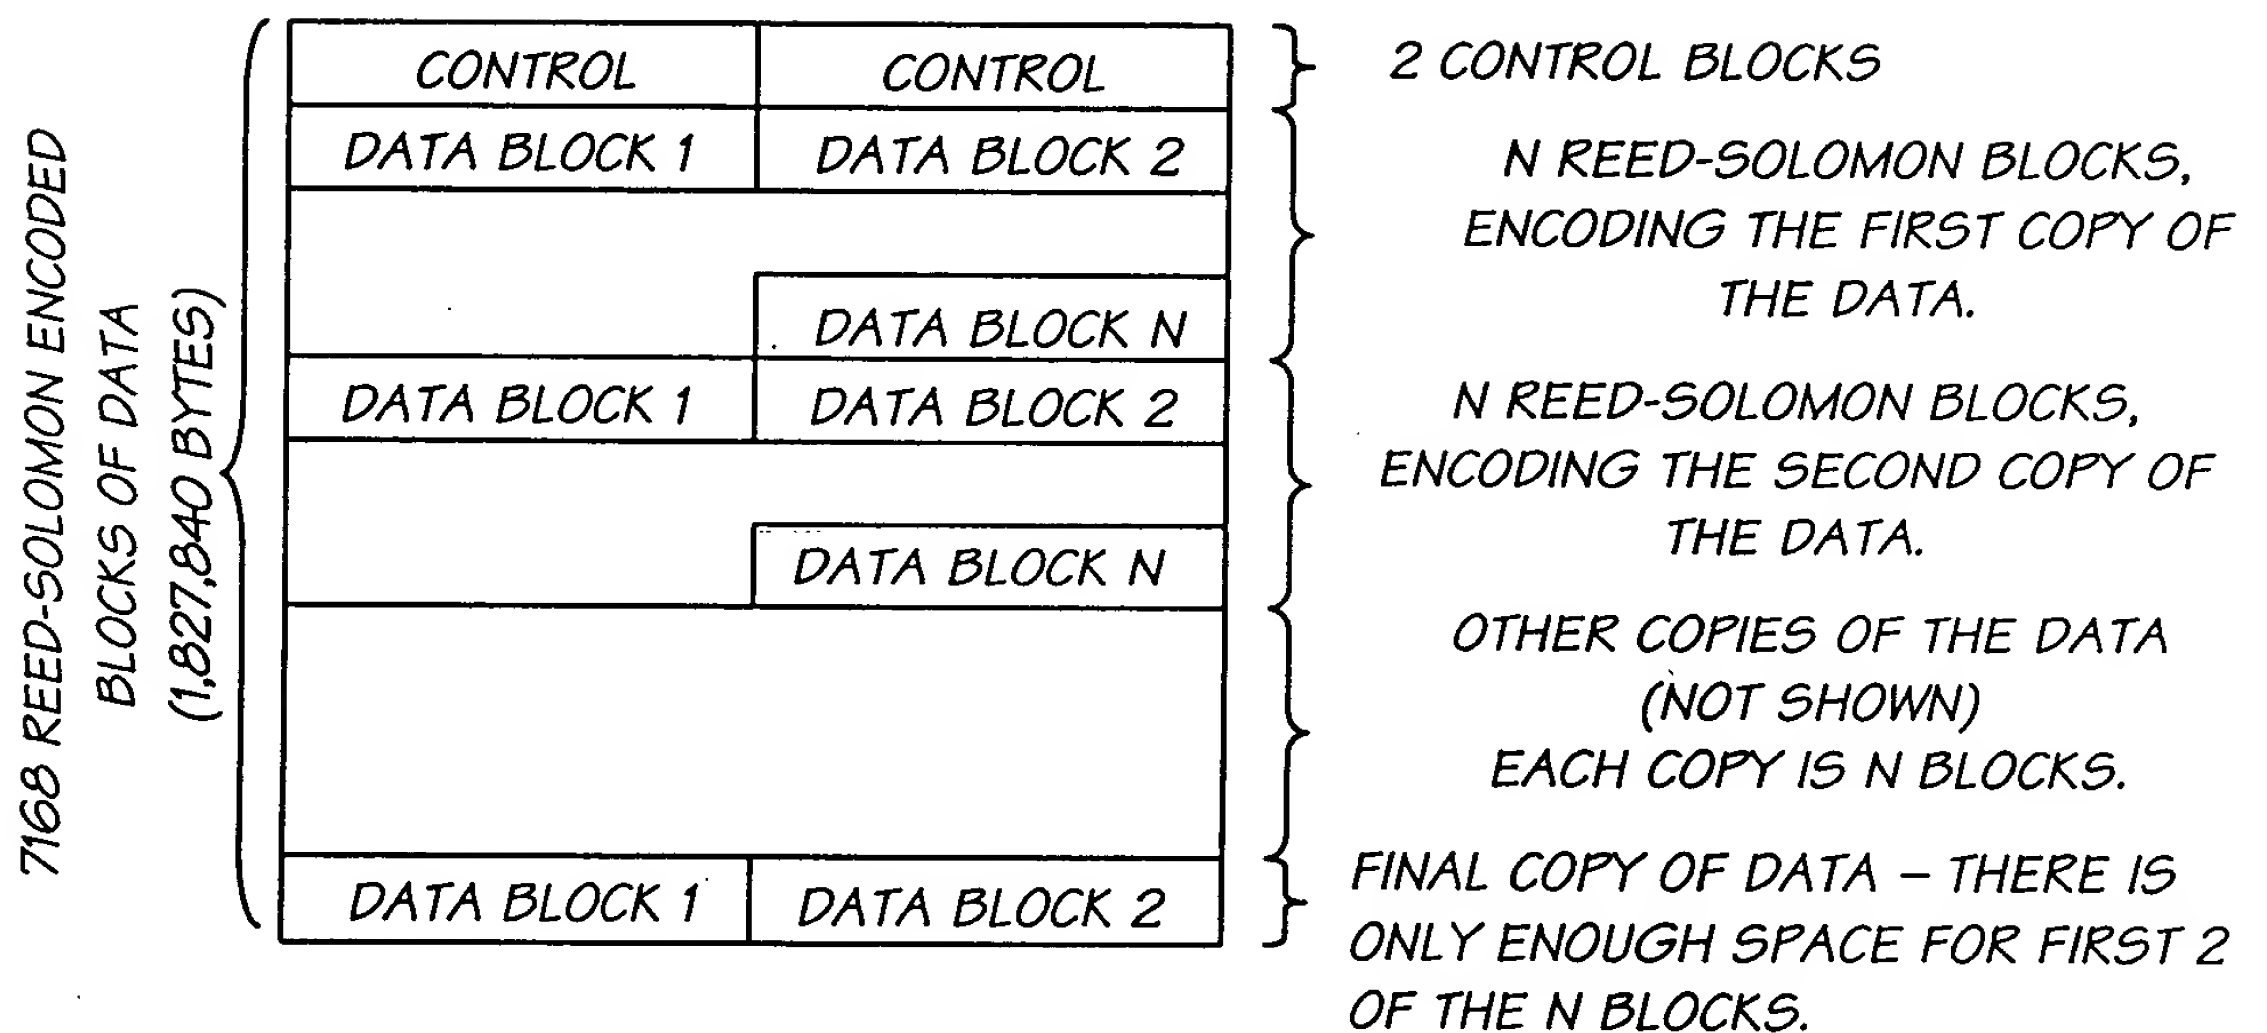 7168 REED-SOLOMON ENCODED
BLOCKS OF DATA
(1,827,840 BYTES)
CONTROL CONTROL
2 CONTROL BLOCKS
DATA BLOCK 1 DATA BLOCK 2
N REED-SOLOMON BLOCKS,
ENCODING THE FIRST COPY OF
THE DATA.
DATA BLOCK N
DATA BLOCK 1 DATA BLOCK 2
N REED-SOLOMON BLOCKS,
ENCODING THE SECOND COPY OF
THE DATA.
DATA BLOCK N
OTHER COPIES OF THE DATA
(NOT SHOWN)
EACH COPY IS N BLOCKS.
DATA BLOCK 1 DATA BLOCK 2
FINAL COPY OF DATA – THERE IS
ONLY ENOUGH SPACE FOR FIRST 2
OF THE N BLOCKS.